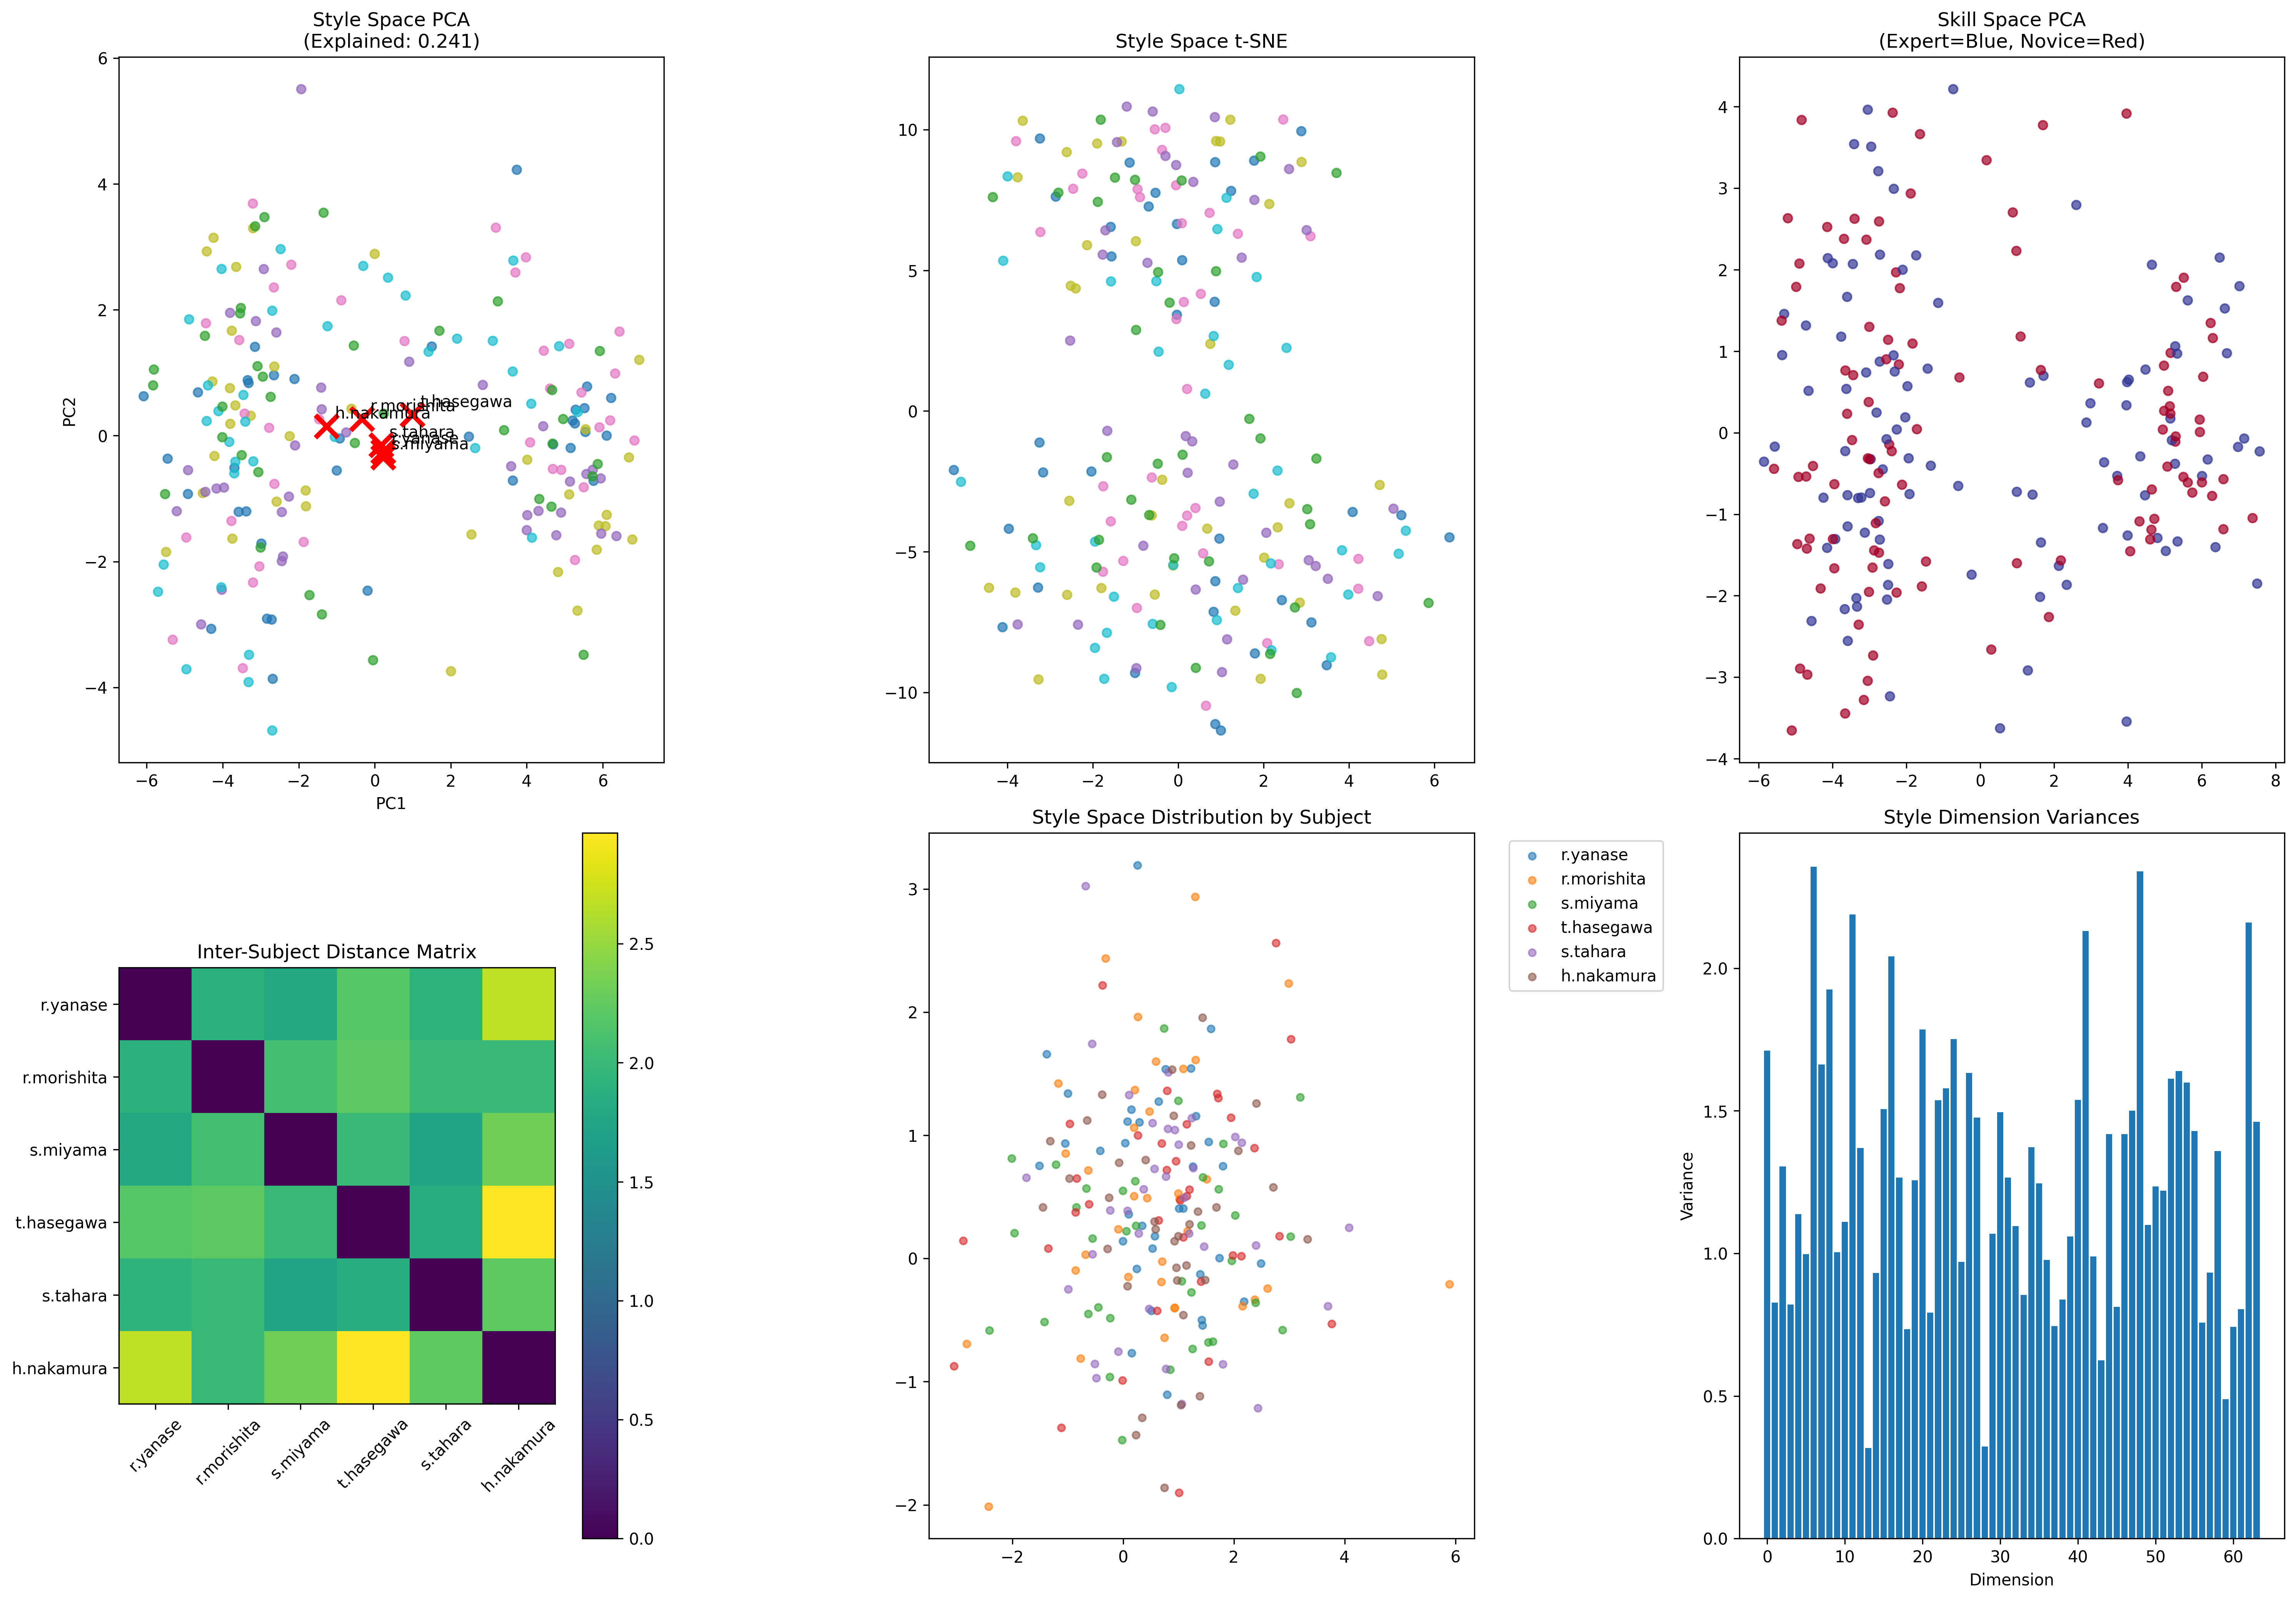 Style Space PCA
(Explained: 0.241)
6
4
2
0
−2
−4
PC2
h.nakamura
r.morishita
t.hasegawa
s.tahara
r.yanase
s.miyama
−6
−4
−2
0
2
4
6
PC1
Style Space t-SNE
10
5
0
−5
−10
−4
−2
0
2
4
6
Skill Space PCA
(Expert=Blue, Novice=Red)
4
3
2
1
0
−1
−2
−3
−4
−6
−4
−2
0
2
4
6
8
Inter-Subject Distance Matrix
r.yanase
r.morishita
s.miyama
t.hasegawa
s.tahara
h.nakamura
r.yanase
r.morishita
s.miyama
t.hasegawa
s.tahara
h.nakamura
2.5
2.0
1.5
1.0
0.5
0.0
Style Space Distribution by Subject
3
2
1
0
−1
−2
−2
0
2
4
6
r.yanase
r.morishita
s.miyama
t.hasegawa
s.tahara
h.nakamura
Style Dimension Variances
Variance
2.0
1.5
1.0
0.5
0.0
0
10
20
30
40
50
60
Dimension